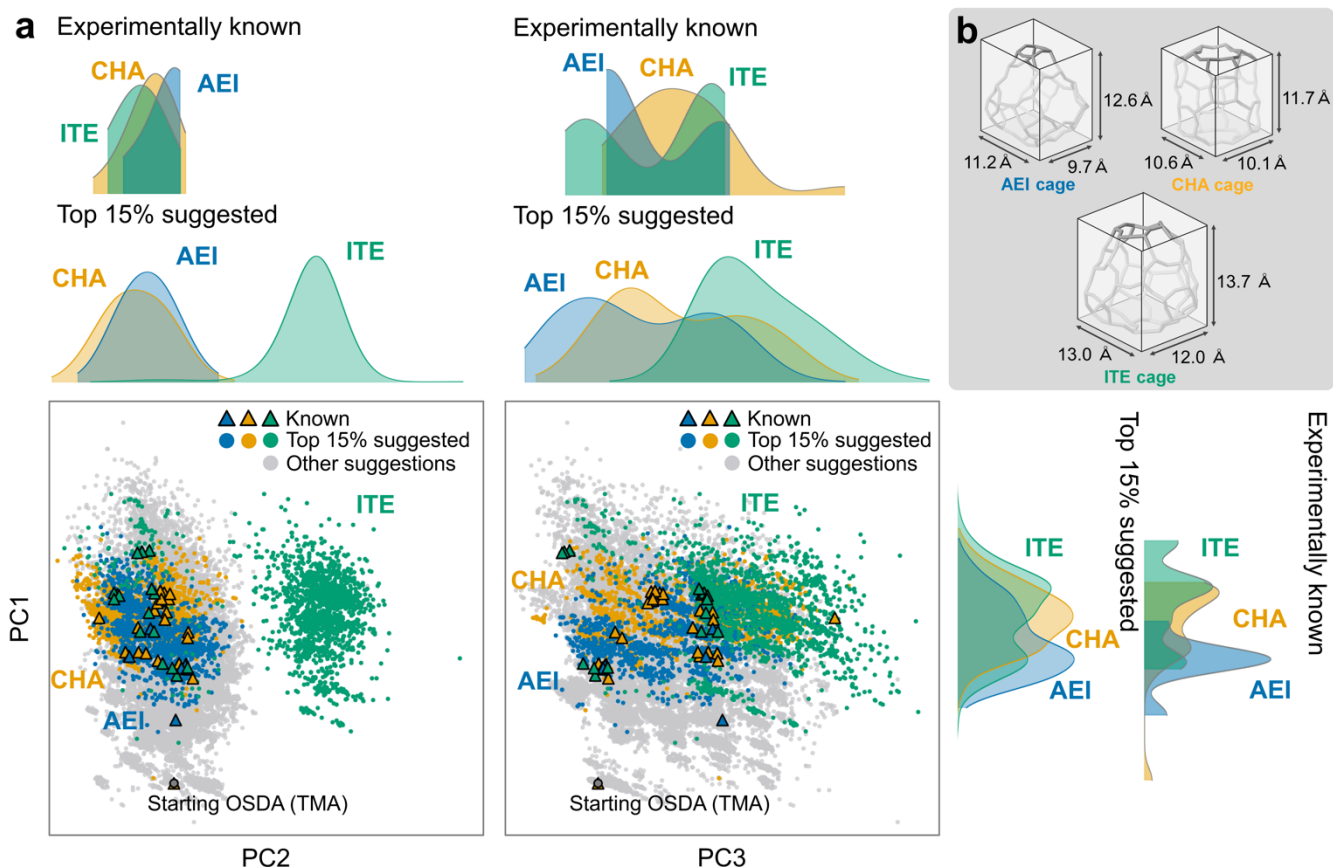 a
Experimentally known
CHA
AEI
ITE
Top 15% suggested
CHA
AEI
ITE
Experimentally known
AEI
CHA
ITE
Top 15% suggested
AEI
CHA
ITE
b
12.6 Å
11.2 Å
9.7 Å
AEI cage
11.7 Å
10.6 Å
10.1 Å
CHA cage
13.7 Å
13.0 Å
12.0 Å
ITE cage
PC1
Known
Top 15% suggested
Other suggestions
ITE
CHA
AEI
Starting OSDA (TMA)
PC2
Known
Top 15% suggested
Other suggestions
ITE
CHA
AEI
Starting OSDA (TMA)
PC3
Top 15% suggested
ITE
CHA
AEI
Experimentally known
ITE
CHA
AEI